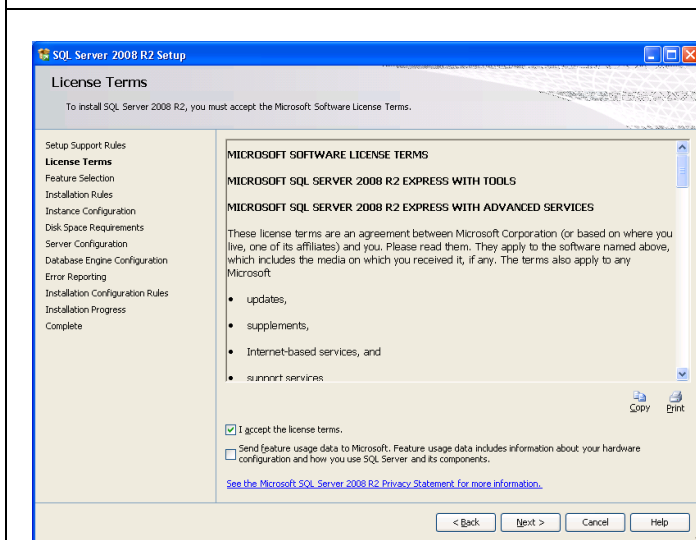 SQL Server 2008 R2 Setup
License Terms
To install SQL Server 2008 R2, you must accept the Microsoft Software License Terms.
Setup Support Rules
License Terms
Feature Selection
Installation Rules
Instance Configuration
Disk Space Requirements
Server Configuration
Database Engine Configuration
Error Reporting
Installation Configuration Rules
Installation Progress
Complete
MICROSOFT SOFTWARE LICENSE TERMS
MICROSOFT SQL SERVER 2008 R2 EXPRESS WITH TOOLS
MICROSOFT SQL SERVER 2008 R2 EXPRESS WITH ADVANCED SERVICES
These license terms are an agreement between Microsoft Corporation (or based on where you
live, one of its affiliates) and you. Please read them. They apply to the software named above,
which includes the media on which you received it, if any. The terms also apply to any
Microsoft
• updates,
• supplements,
• Internet-based services, and
• support services
Copy Print
I accept the license terms.
Send feature usage data to Microsoft. Feature usage data includes information about your hardware
configuration and how you use SQL Server and its components.
See the Microsoft SQL Server 2008 R2 Privacy Statement for more information.
< Back Next > Cancel Help